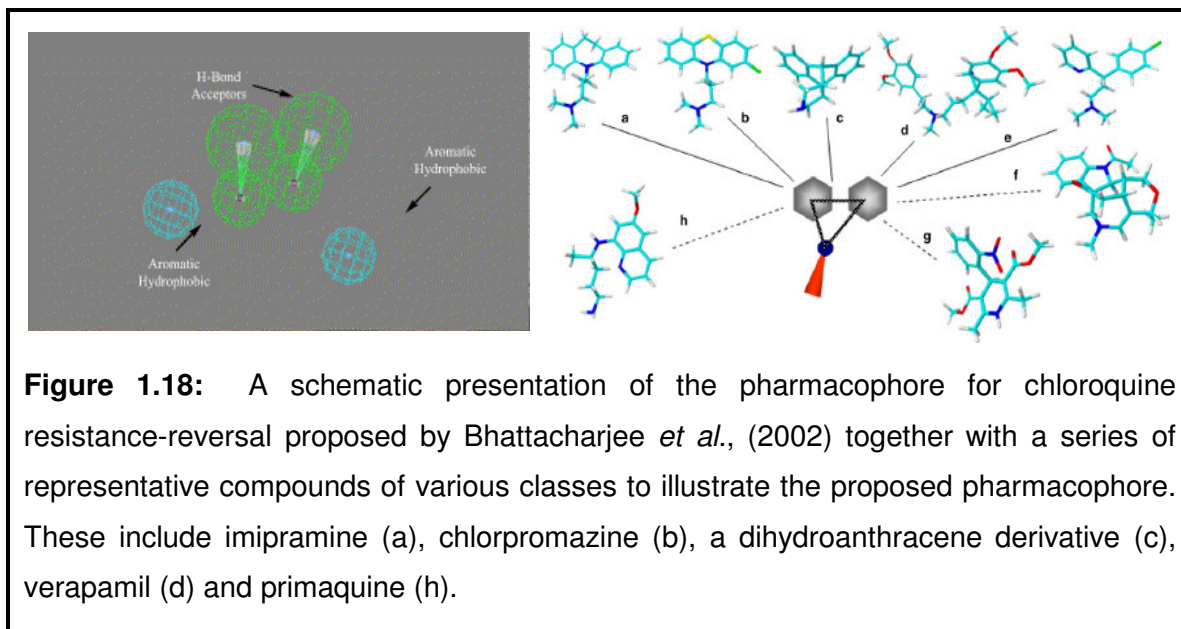 H-Bond
Acceptors
Aromatic
Hydrophobic
Aromatic
Hydrophobic
a
b
c
d
e
f
g
h
Figure 1.18: A schematic presentation of the pharmacophore for chloroquine
resistance-reversal proposed by Bhattacharjee et al., (2002) together with a series of
representative compounds of various classes to illustrate the proposed pharmacophore.
These include imipramine (a), chlorpromazine (b), a dihydroanthracene derivative (c),
verapamil (d) and primaquine (h).